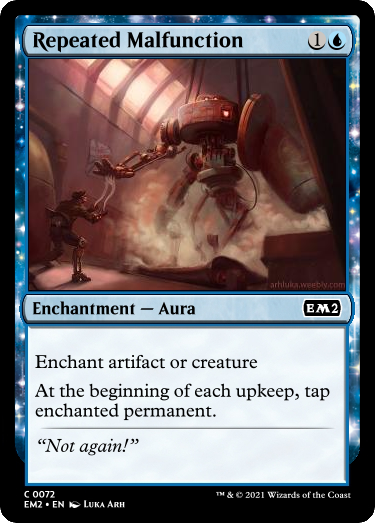 Repeated Malfunction 1
arhluka.weebly.com
Enchantment — Aura EM2
Enchant artifact or creature
At the beginning of each upkeep, tap
enchanted permanent.
“Not again!”
C 0072
EM2 • EN Luka Arh ™ & © 2021 Wizards of the Coast